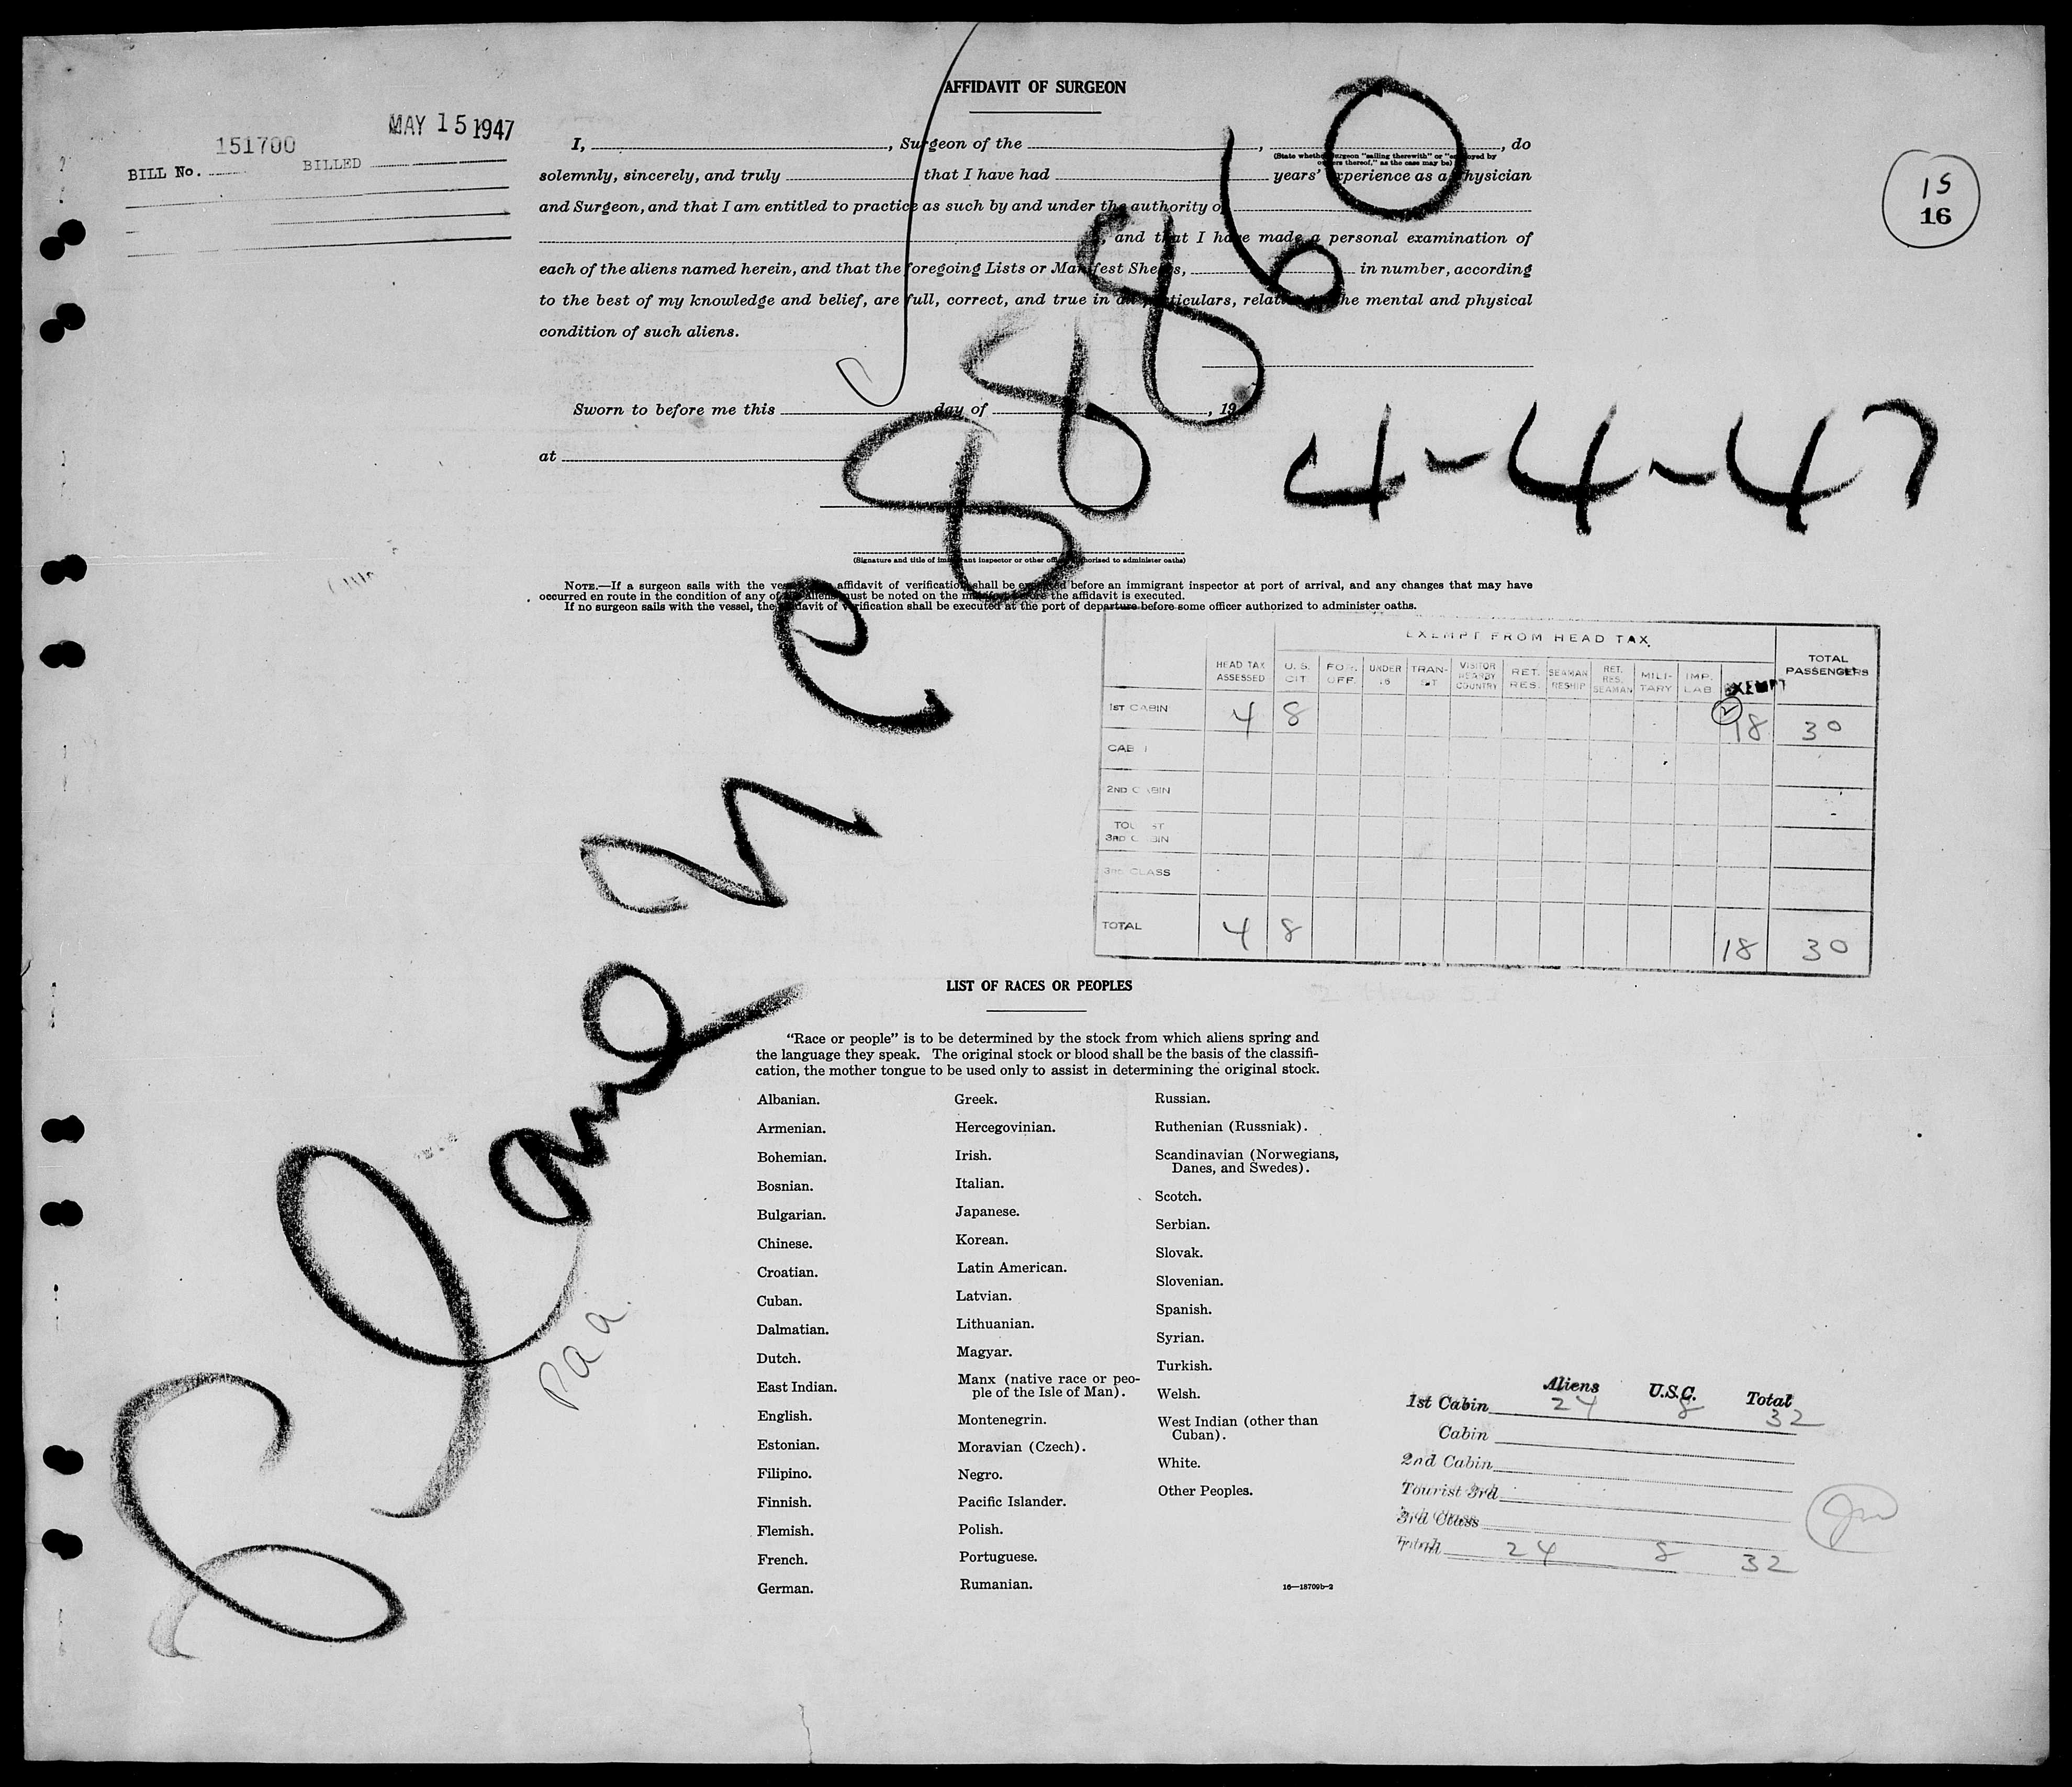 AFFIDAVIT OF SURGEON
MAY 15 1947
BILL No. 151700 BILLED
15
16
I, , Surgeon of the , , do
(State whether surgeon "sailing therewith" or "employed by owners thereof," as the case may be)
solemnly, sincerely, and truly that I have had years' experience as a physician
and Surgeon, and that I am entitled to practice as such by and under the authority of
, and that I have made a personal examination of
each of the aliens named herein, and that the foregoing Lists or Manifest Sheets, in number, according
to the best of my knowledge and belief, are full, correct, and true in all particulars, relative to the mental and physical
condition of such aliens.
Sworn to before me this day of , 19
at
(Signature and title of immigrant inspector or other officer authorised to administer oaths)
NOTE.—If a surgeon sails with the vessel, the affidavit of verification shall be executed before an immigrant inspector at port of arrival, and any changes that may have
occurred en route in the condition of any of the aliens must be noted on the manifest before the affidavit is executed.
If no surgeon sails with the vessel, the affidavit of verification shall be executed at the port of departure before some officer authorized to administer oaths.
Plane N C 88860
4-4-47
Paa
EXEMPT FROM HEAD TAX
HEAD TAX ASSESSED U. S. CIT FOR. OFF. UNDER 16 TRAN-SIT VISITOR NEARBY COUNTRY RET. RES. SEAMAN RESHIP RET. RES. SEAMAN MILI-TARY IMP. LAB EXEMPT TOTAL PASSENGERS
1ST CABIN 4 8 18 30
CABIN
2ND CABIN
TOURIST 3RD CABIN
3RD CLASS
TOTAL 4 8 18 30
LIST OF RACES OR PEOPLES
"Race or people" is to be determined by the stock from which aliens spring and
the language they speak. The original stock or blood shall be the basis of the classifi-
cation, the mother tongue to be used only to assist in determining the original stock.
Albanian.
Armenian.
Bohemian.
Bosnian.
Bulgarian.
Chinese.
Croatian.
Cuban.
Dalmatian.
Dutch.
East Indian.
English.
Estonian.
Filipino.
Finnish.
Flemish.
French.
German.
Greek.
Hercegovinian.
Irish.
Italian.
Japanese.
Korean.
Latin American.
Latvian.
Lithuanian.
Magyar.
Manx (native race or peo-
ple of the Isle of Man).
Montenegrin.
Moravian (Czech).
Negro.
Pacific Islander.
Polish.
Portuguese.
Rumanian.
Russian.
Ruthenian (Russniak).
Scandinavian (Norwegians,
Danes, and Swedes).
Scotch.
Serbian.
Slovak.
Slovenian.
Spanish.
Syrian.
Turkish.
Welsh.
West Indian (other than
Cuban).
White.
Other Peoples.
16—18709b-2
Aliens U.S.C. Total
1st Cabin 24 8 32
Cabin
2nd Cabin
Tourist 3rd
3rd Class
Total 24 8 32